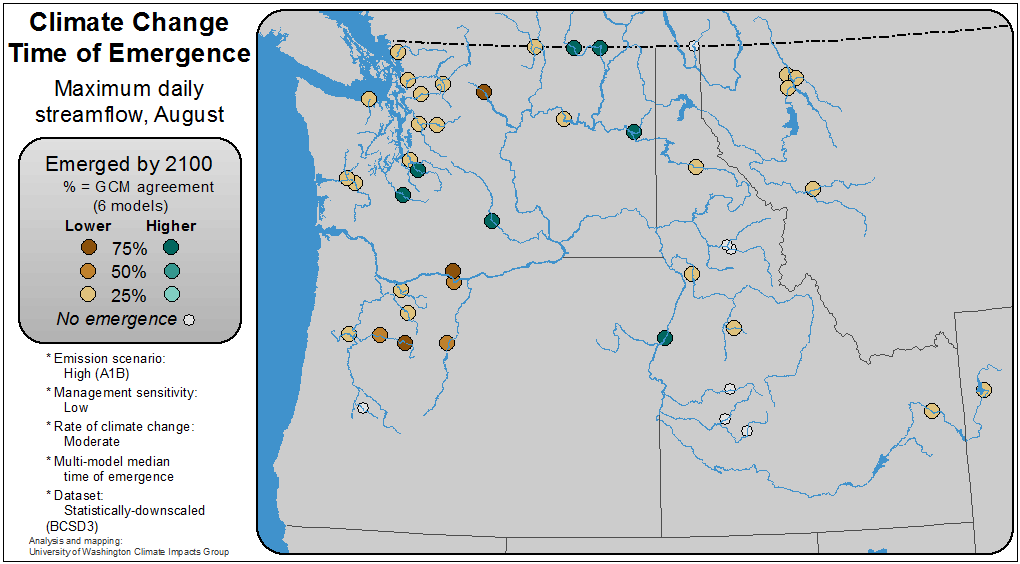 Climate Change
Time of Emergence
Maximum daily
streamflow, August
Emerged by 2100
% = GCM agreement
(6 models)
Lower Higher
75%
50%
25%
No emergence
* Emission scenario:
High (A1B)
* Management sensitivity:
Low
* Rate of climate change:
Moderate
* Multi-model median
time of emergence
* Dataset:
Statistically-downscaled
(BCSD3)
Analysis and mapping:
University of Washington Climate Impacts Group